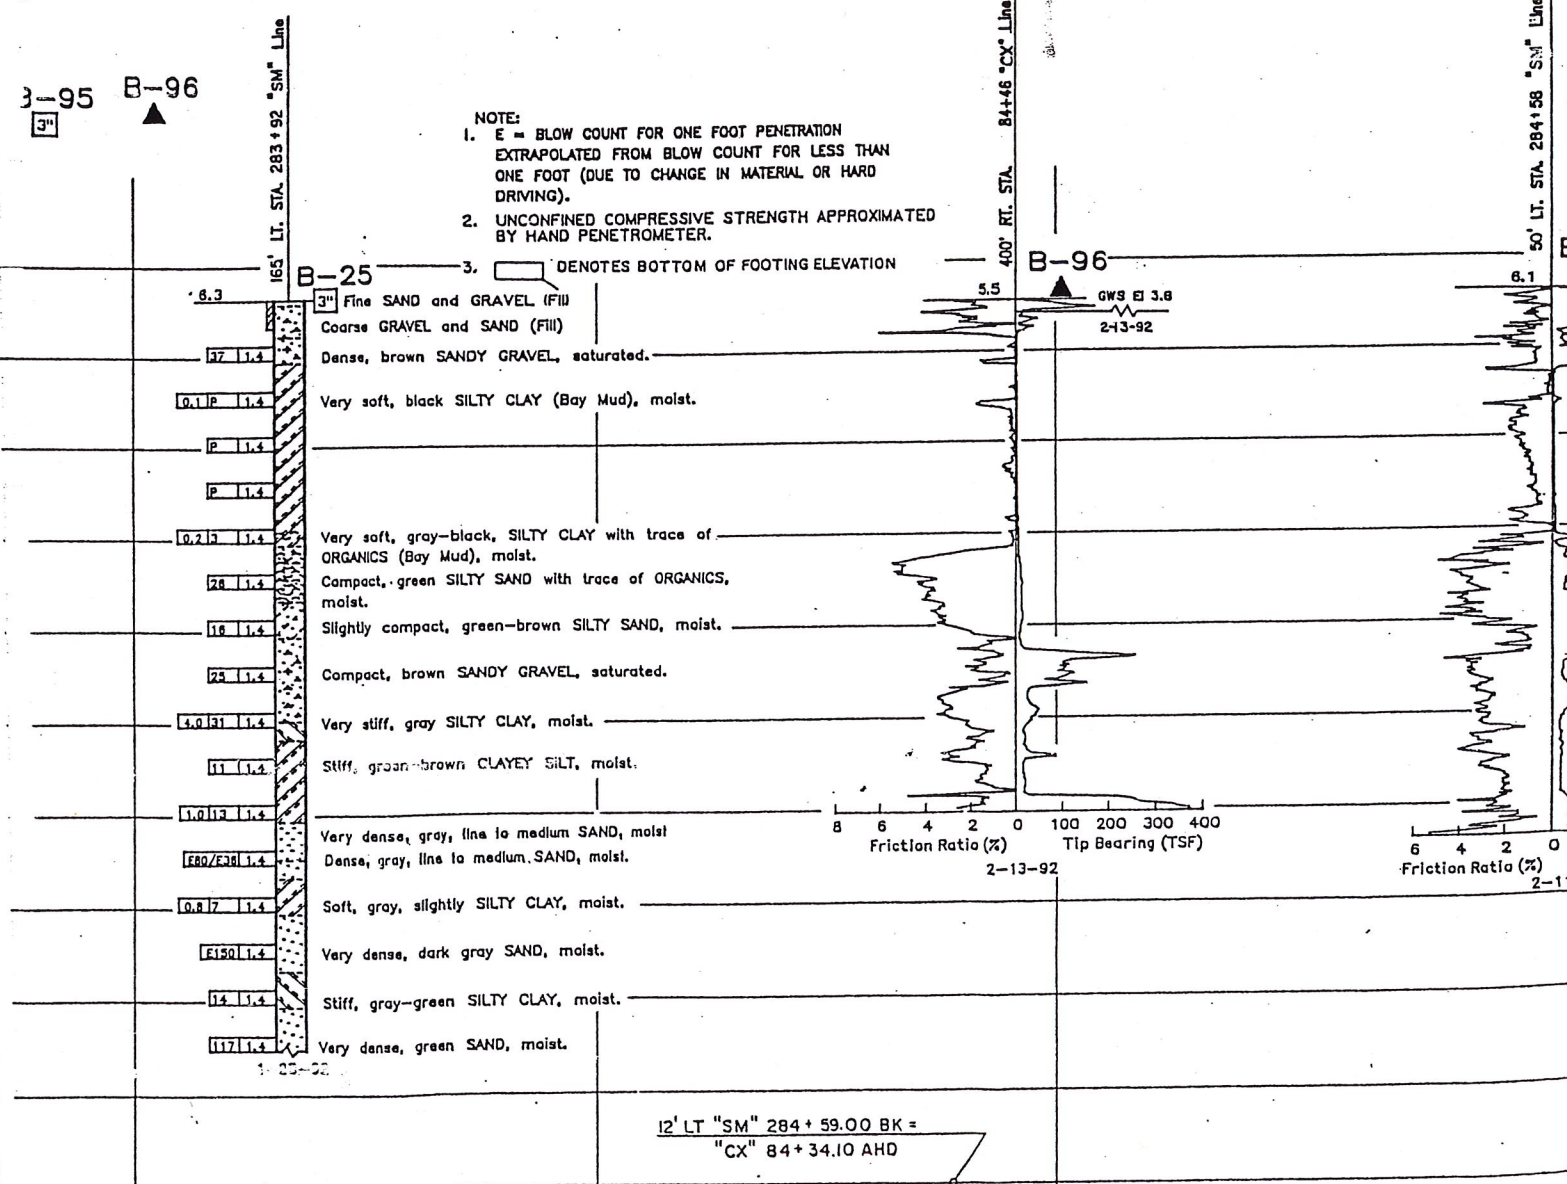 B-96
3"
165' LT. STA. 283+92 "SM" Line
NOTE:
1. E = BLOW COUNT FOR ONE FOOT PENETRATION
EXTRAPOLATED FROM BLOW COUNT FOR LESS THAN
ONE FOOT (DUE TO CHANGE IN MATERIAL OR HARD
DRIVING).
2. UNCONFINED COMPRESSIVE STRENGTH APPROXIMATED
BY HAND PENETROMETER.
3. DENOTES BOTTOM OF FOOTING ELEVATION
B-25
6.3
3" Fine SAND and GRAVEL (Fill)
Coarse GRAVEL and SAND (Fill)
37 1.4 Dense, brown SANDY GRAVEL, saturated.
0.1 P 1.4 Very soft, black SILTY CLAY (Bay Mud), moist.
P 1.4
P 1.4
0.2 3 1.4 Very soft, gray-black, SILTY CLAY with trace of
ORGANICS (Bay Mud), moist.
26 1.4 Compact, green SILTY SAND with trace of ORGANICS,
moist.
16 1.4 Slightly compact, green-brown SILTY SAND, moist.
25 1.4 Compact, brown SANDY GRAVEL, saturated.
4.0 31 1.4 Very stiff, gray SILTY CLAY, moist.
11 1.4 Stiff, green-brown CLAYEY SILT, moist.
1.0 13 1.4
Very dense, gray, fine to medium SAND, moist
E80/E36 1.4 Dense, gray, fine to medium SAND, moist.
0.8 7 1.4 Soft, gray, slightly SILTY CLAY, moist.
E150 1.4 Very dense, dark gray SAND, moist.
14 1.4 Stiff, gray-green SILTY CLAY, moist.
117 1.4 Very dense, green SAND, moist.
400' RT. STA. 84+46 "CX" Line
B-96
5.5
GWS El 3.8
2-13-92
8 6 4 2 0 100 200 300 400
Friction Ratio (%) Tip Bearing (TSF)
2-13-92
50' LT. STA. 284+58 "SM" Line
6.1
6 4 2 0
Friction Ratio (%)
12' LT "SM" 284+59.00 BK =
"CX" 84+34.10 AHD